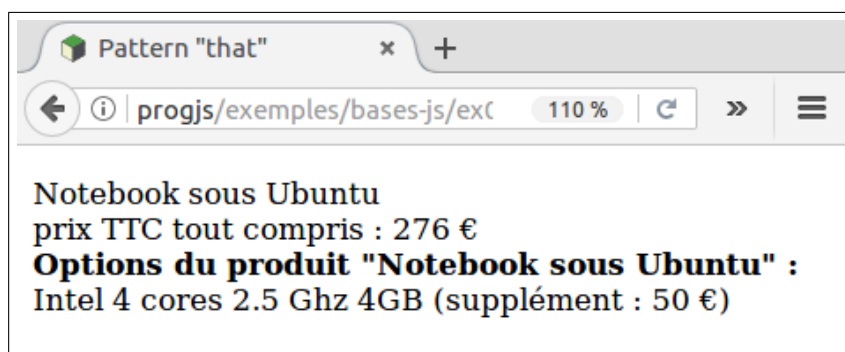 Pattern "that"
progjs/exemples/bases-js/ex 110 %
Notebook sous Ubuntu
prix TTC tout compris : 276 €
Options du produit "Notebook sous Ubuntu" :
Intel 4 cores 2.5 Ghz 4GB (supplément : 50 €)